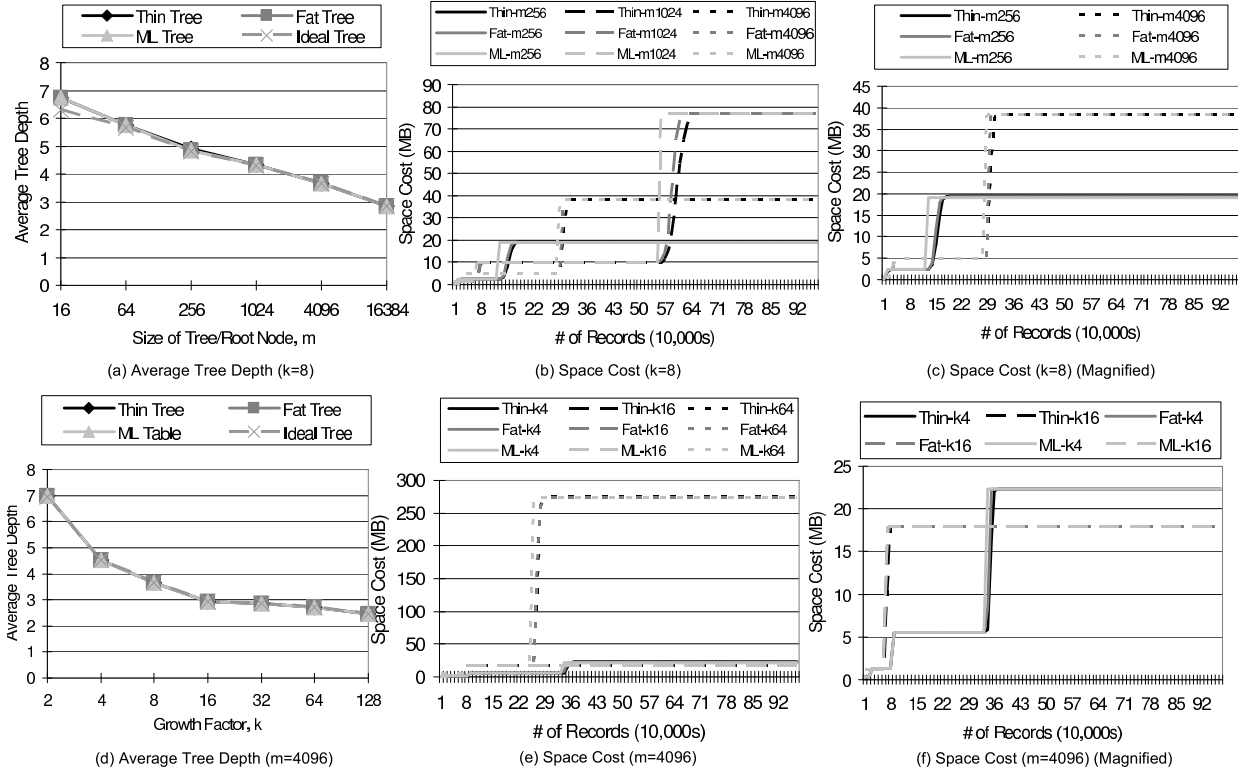 Thin Tree
Fat Tree
ML Tree
Ideal Tree
8
7
6
5
4
3
2
1
0
Average Tree Depth
16
64
256
1024
4096
16384
Size of Tree/Root Node, m
(a) Average Tree Depth (k=8)
Thin-m256
Thin-m1024
Thin-m4096
Fat-m256
Fat-m1024
Fat-m4096
ML-m256
ML-m1024
ML-m4096
90
80
70
60
50
40
30
20
10
0
Space Cost (MB)
1 8 15 22 29 36 43 50 57 64 71 78 85 92
# of Records (10,000s)
(b) Space Cost (k=8)
Thin-m256
Thin-m4096
Fat-m256
Fat-m4096
ML-m256
ML-m4096
45
40
35
30
25
20
15
10
5
0
Space Cost (MB)
1 8 15 22 29 36 43 50 57 64 71 78 85 92
# of Records (10,000s)
(c) Space Cost (k=8) (Magnified)
Thin Tree
Fat Tree
ML Table
Ideal Tree
8
7
6
5
4
3
2
1
0
Average Tree Depth
2
4
8
16
32
64
128
Growth Factor, k
(d) Average Tree Depth (m=4096)
Thin-k4
Thin-k16
Thin-k64
Fat-k4
Fat-k16
Fat-k64
ML-k4
ML-k16
ML-k64
300
250
200
150
100
50
0
Space Cost (MB)
1 8 15 22 29 36 43 50 57 64 71 78 85 92
# of Records (10,000s)
(e) Space Cost (m=4096)
Thin-k4
Thin-k16
Fat-k4
Fat-k16
ML-k4
ML-k16
25
20
15
10
5
0
Space Cost (MB)
1 8 15 22 29 36 43 50 57 64 71 78 85 92
# of Records (10,000s)
(f) Space Cost (m=4096) (Magnified)